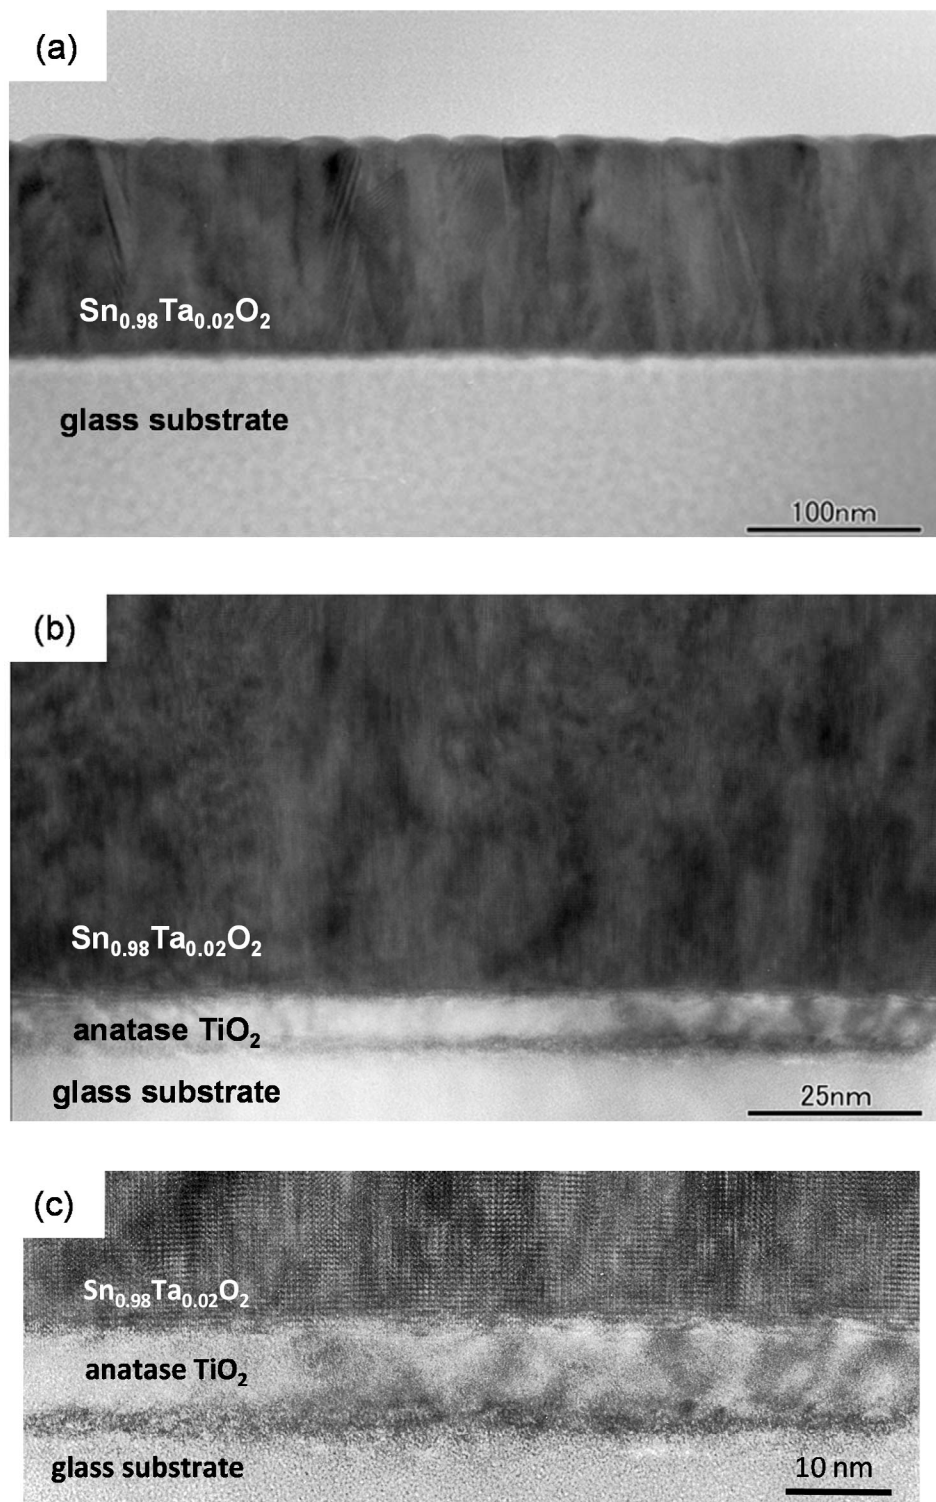 (a)
Sn₀.₉₈Ta₀.₀₂O₂
glass substrate
100nm
(b)
Sn₀.₉₈Ta₀.₀₂O₂
anatase TiO₂
glass substrate
25nm
(c)
Sn₀.₉₈Ta₀.₀₂O₂
anatase TiO₂
glass substrate
10 nm